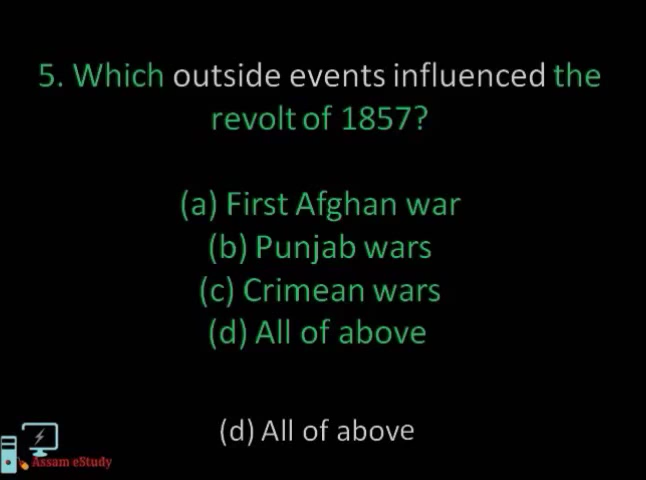 5. Which outside events influenced the
revolt of 1857?
(a) First Afghan war
(b) Punjab wars
(c) Crimean wars
(d) All of above
(d) All of above
Assam eStudy